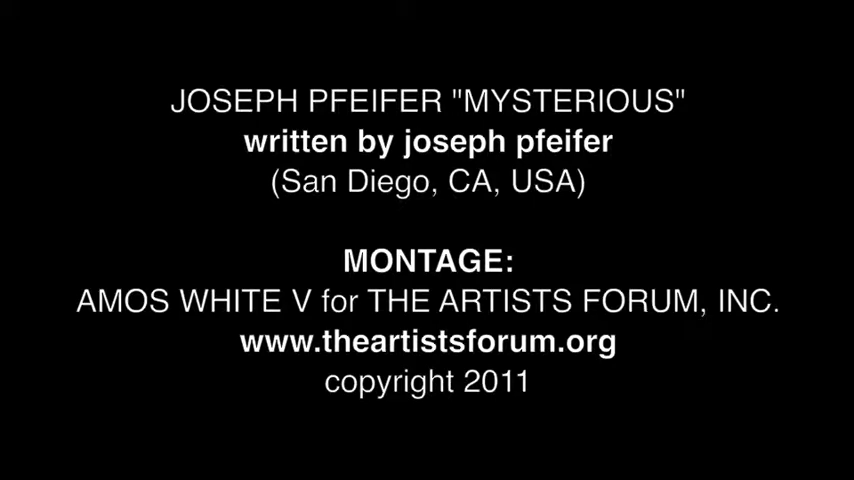 JOSEPH PFEIFER "MYSTERIOUS"
written by joseph pfeifer
(San Diego, CA, USA)
MONTAGE:
AMOS WHITE V for THE ARTISTS FORUM, INC.
www.theartistsforum.org
copyright 2011